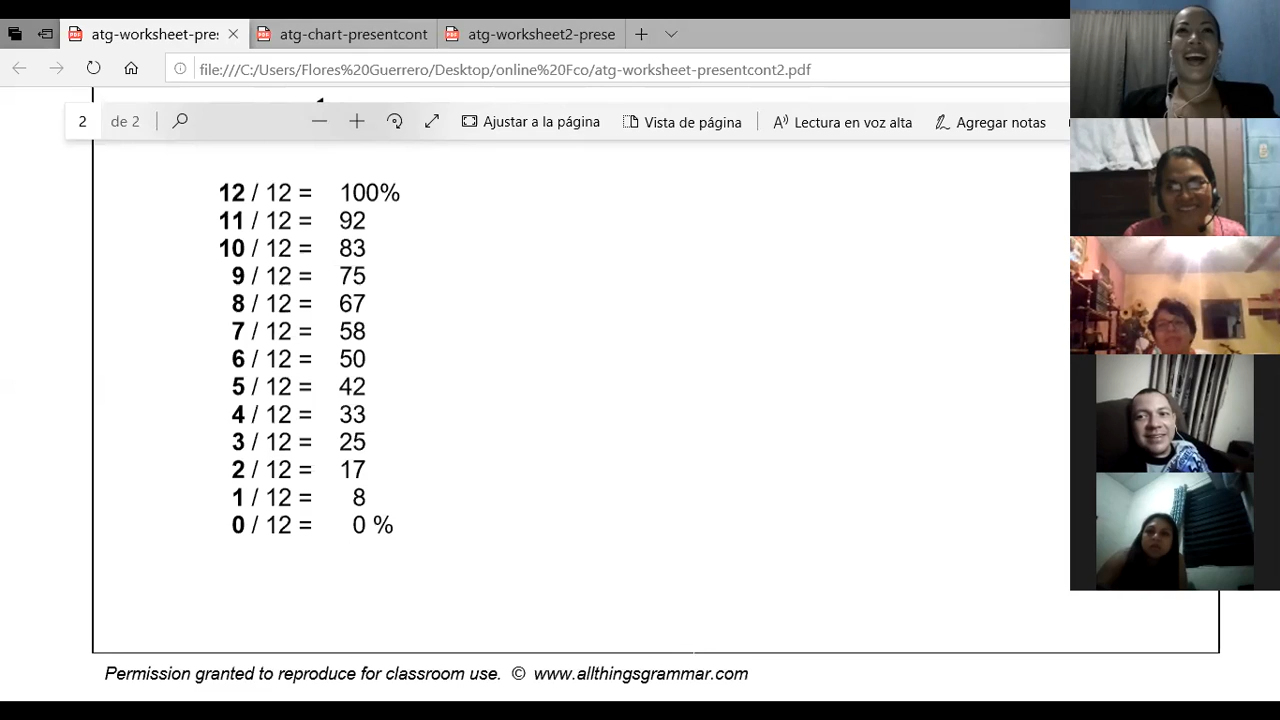 atg-worksheet-pres
atg-chart-presentcont
atg-worksheet2-prese
file:///C:/Users/Flores%20Guerrero/Desktop/online%20Fco/atg-worksheet-presentcont2.pdf
2 de 2
Ajustar a la página
Vista de página
Lectura en voz alta
Agregar notas
12 / 12 = 100%
11 / 12 = 92
10 / 12 = 83
9 / 12 = 75
8 / 12 = 67
7 / 12 = 58
6 / 12 = 50
5 / 12 = 42
4 / 12 = 33
3 / 12 = 25
2 / 12 = 17
1 / 12 = 8
0 / 12 = 0 %
Permission granted to reproduce for classroom use. © www.allthingsgrammar.com